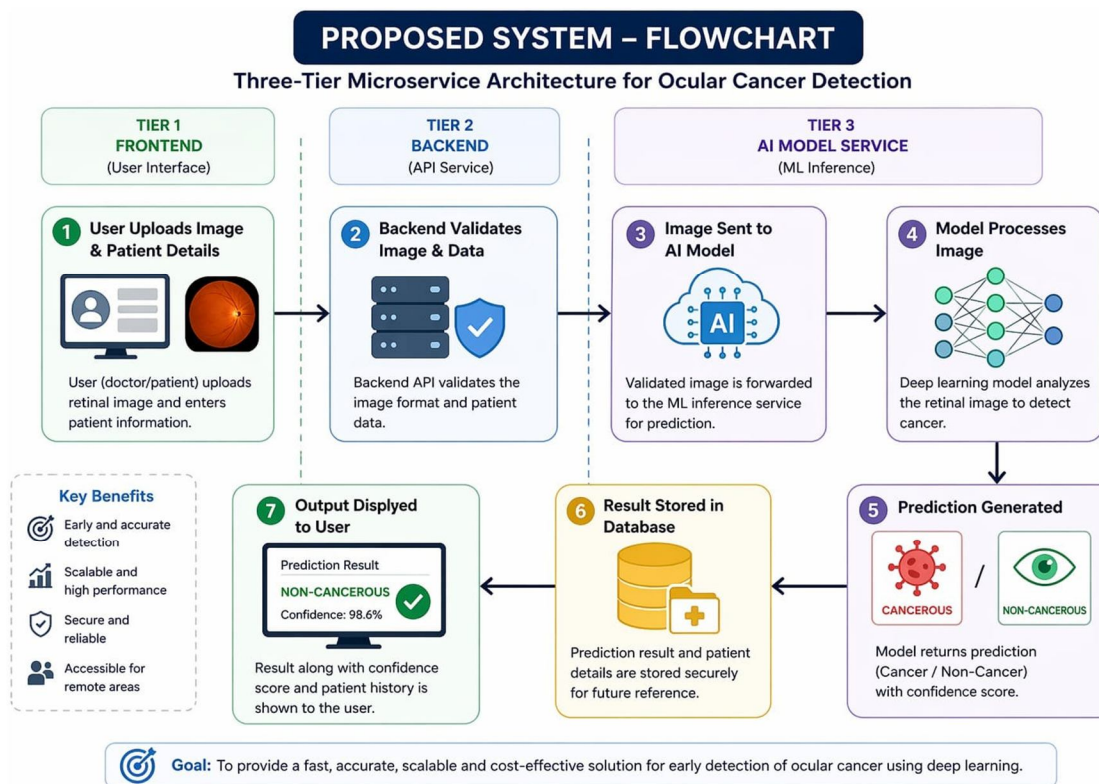 PROPOSED SYSTEM – FLOWCHART
Three-Tier Microservice Architecture for Ocular Cancer Detection
TIER 1
FRONTEND
(User Interface)
TIER 2
BACKEND
(API Service)
TIER 3
AI MODEL SERVICE
(ML Inference)
1
User Uploads Image
& Patient Details
User (doctor/patient) uploads
retinal image and enters
patient information.
2
Backend Validates
Image & Data
Backend API validates the
image format and patient
data.
3
Image Sent to
AI Model
AI
Validated image is forwarded
to the ML inference service
for prediction.
4
Model Processes
Image
Deep learning model analyzes
the retinal image to detect
cancer.
5
Prediction Generated
CANCEROUS
/
NON-CANCEROUS
Model returns prediction
(Cancer / Non-Cancer)
with confidence score.
6
Result Stored in
Database
Prediction result and patient
details are stored securely
for future reference.
7
Output Displyed
to User
Prediction Result
NON-CANCEROUS
Confidence: 98.6%
Result along with confidence
score and patient history is
shown to the user.
Key Benefits
Early and accurate
detection
Scalable and
high performance
Secure and
reliable
Accessible for
remote areas
Goal: To provide a fast, accurate, scalable and cost-effective solution for early detection of ocular cancer using deep learning.